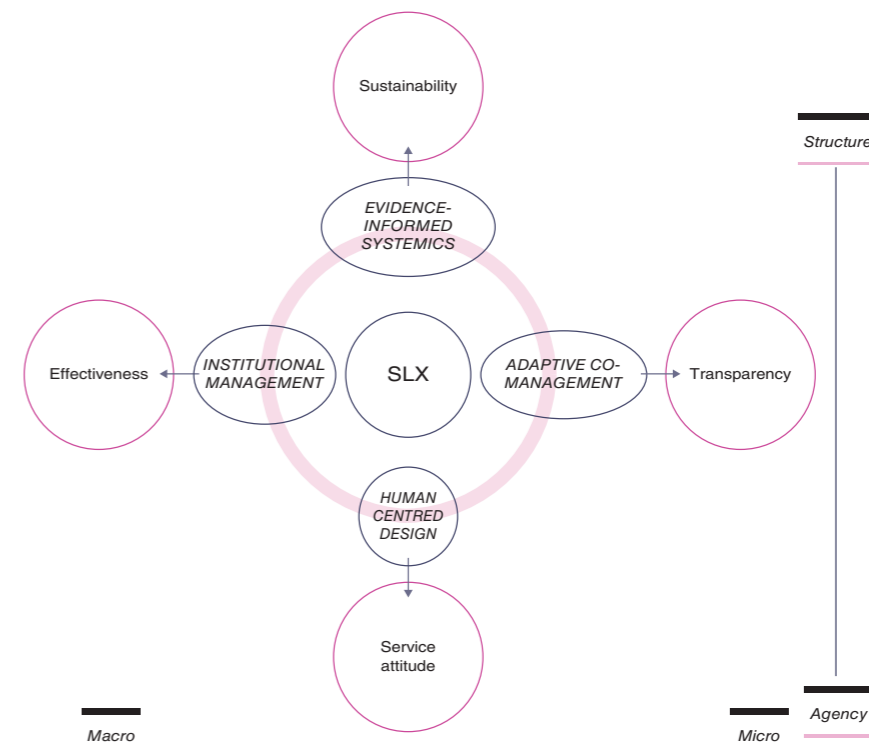 Sustainability
Structure
EVIDENCE-
INFORMED
SYSTEMICS
Effectiveness
INSTITUTIONAL
MANAGEMENT
SLX
ADAPTIVE CO-
MANAGEMENT
Transparency
HUMAN
CENTRED
DESIGN
Service
attitude
Agency
Macro
Micro